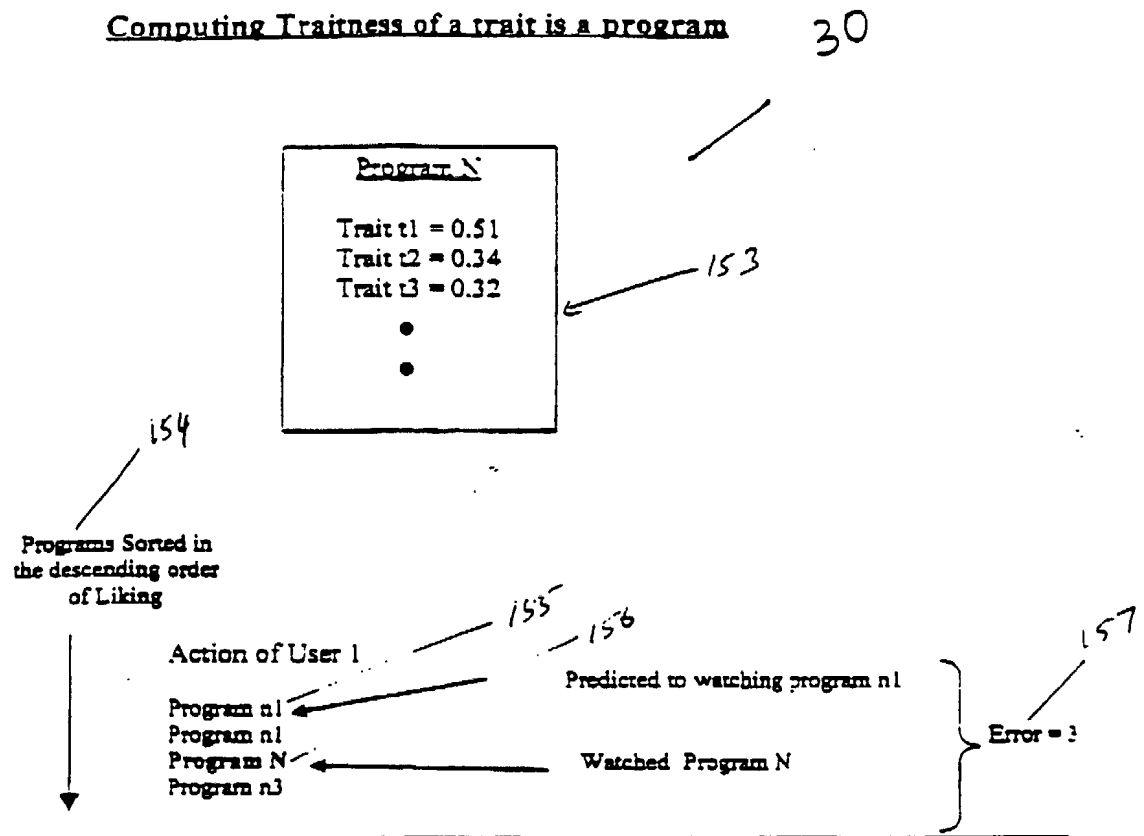 Computing Traitness of a trait is a program
30
Program N
Trait t1 = 0.51
Trait t2 = 0.34
Trait t3 = 0.32
153
154
Programs Sorted in
the descending order
of Liking
155
156
157
Action of User 1
Predicted to watching program n1
Program n1
Program n1
Error = 3
Program N
Watched Program N
Program n3